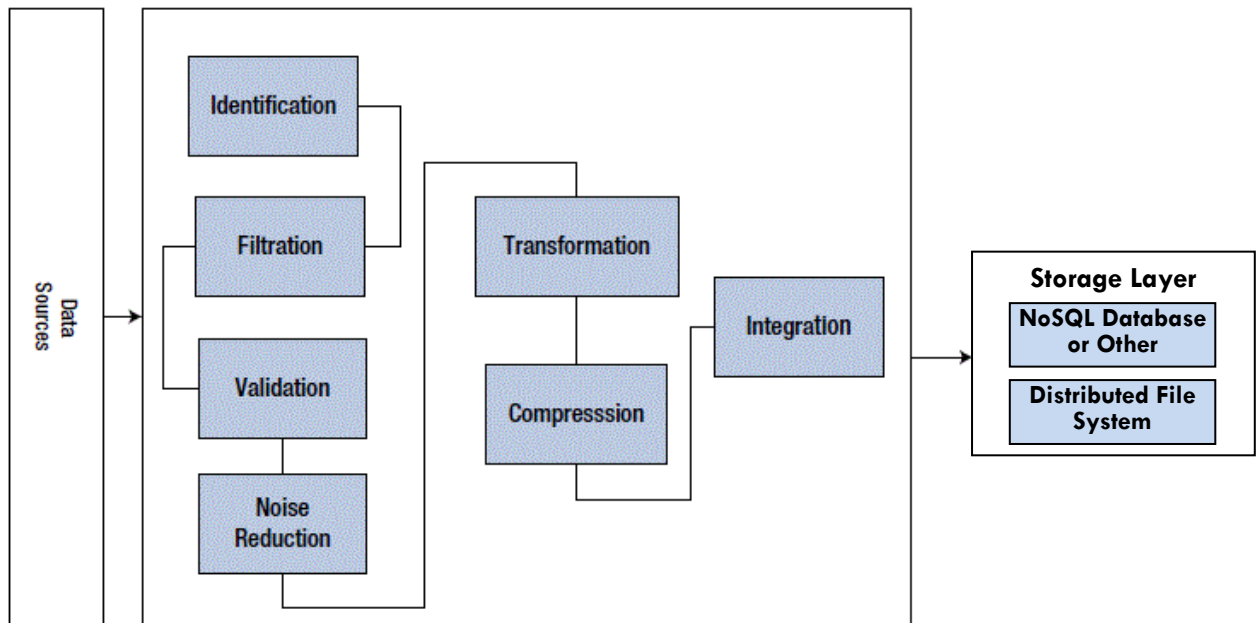 Data
Sources
Identification
Filtration
Validation
Noise
Reduction
Transformation
Compresssion
Integration
Storage Layer
NoSQL Database
or Other
Distributed File
System